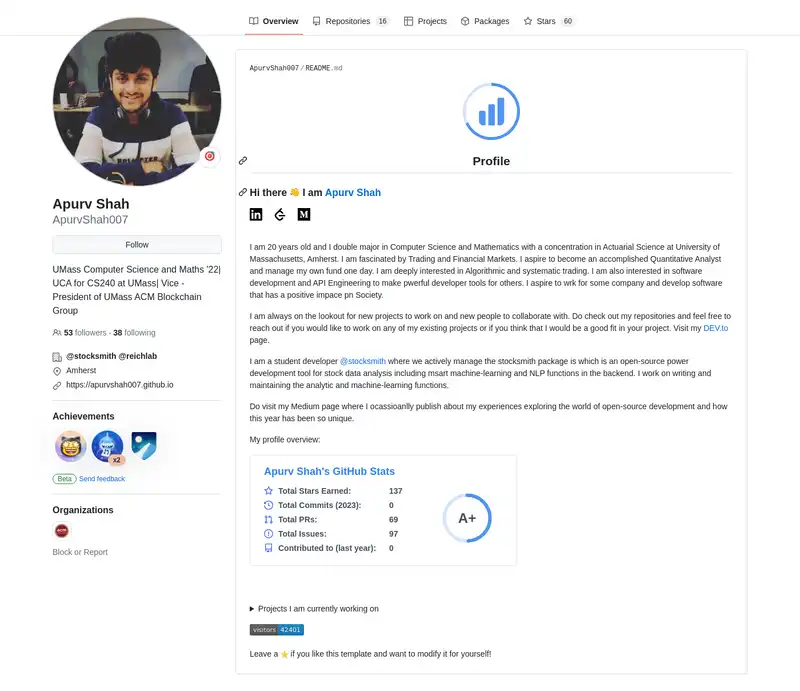 Overview
Repositories 16
Projects
Packages
Stars 60
Apurv Shah
ApurvShah007
Follow
UMass Computer Science and Maths '22|
UCA for CS240 at UMass| Vice -
President of UMass ACM Blockchain
Group
53 followers · 38 following
@stocksmith @reichlab
Amherst
https://apurvshah007.github.io
Achievements
x2
Beta Send feedback
Organizations
acm
Block or Report
ApurvShah007/README.md
Profile
Hi there 👋 I am Apurv Shah
in
M
I am 20 years old and I double major in Computer Science and Mathematics with a concentration in Actuarial Science at University of
Massachusetts, Amherst. I am fascinated by Trading and Financial Markets. I aspire to become an accomplished Quantitative Analyst
and manage my own fund one day. I am deeply interested in Algorithmic and systematic trading. I am also interested in software
development and API Engineering to make pwerful developer tools for others. I aspire to wrk for some company and develop software
that has a positive impace pn Society.
I am always on the lookout for new projects to work on and new people to collaborate with. Do check out my repositories and feel free to
reach out if you would like to work on any of my existing projects or if you think that I would be a good fit in your project. Visit my DEV.to
page.
I am a student developer @stocksmith where we actively manage the stocksmith package is which is an open-source power
development tool for stock data analysis including msart machine-learning and NLP functions in the backend. I work on writing and
maintaining the analytic and machine-learning functions.
Do visit my Medium page where I ocassioanlly publish about my experiences exploring the world of open-source development and how
this year has been so unique.
My profile overview:
Apurv Shah's GitHub Stats
Total Stars Earned: 137
Total Commits (2023): 0
Total PRs: 69
Total Issues: 97
Contributed to (last year): 0
A+
Projects I am currently working on
visitors 42401
Leave a ⭐ if you like this template and want to modify it for yourself!